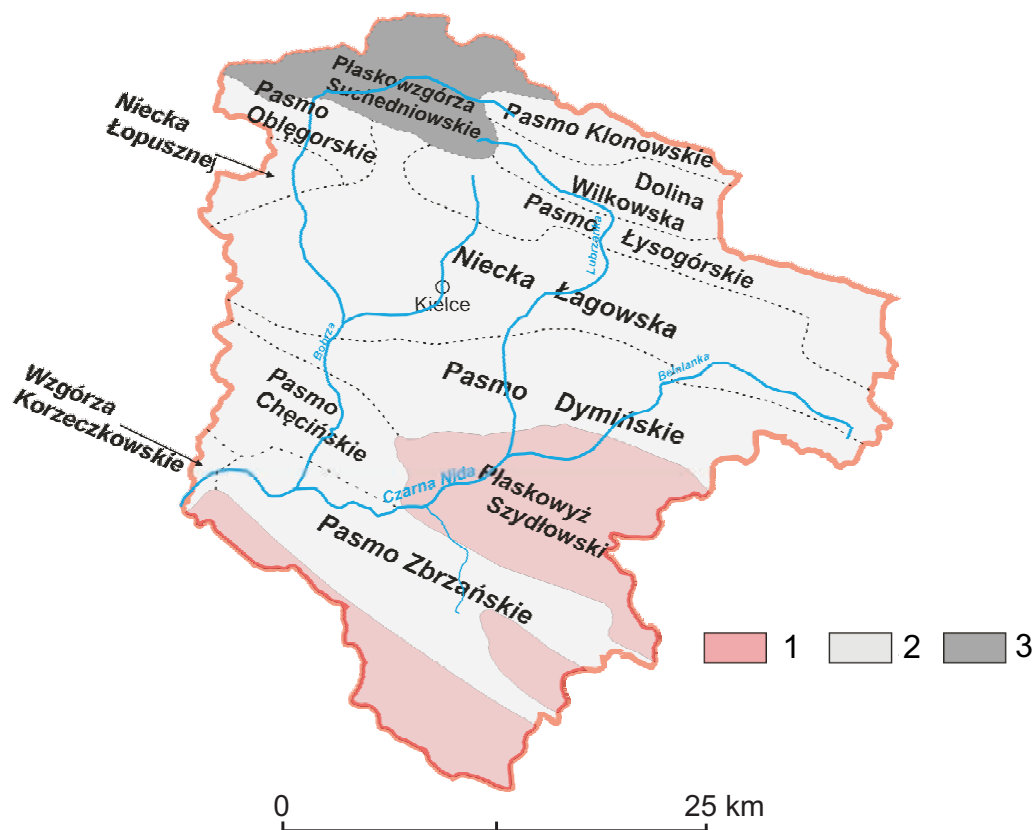 Płaskowzgórza
Suchedniowskie
Pasmo
Oblęgorskie
Niecka
Łopusznej
Pasmo Klonowskie
Dolina
Wilkowska
Pasmo
Łysogórskie
Lubrzanka
Niecka
Łagowska
Kielce
Bobrza
Pasmo
Dymińskie
Belnianka
Wzgórza
Korzeczkowskie
Pasmo
Chęcińskie
Czarna Nida
Płaskowyż
Szydłowski
Pasmo Zbrzańskie
1 2 3
0 25 km